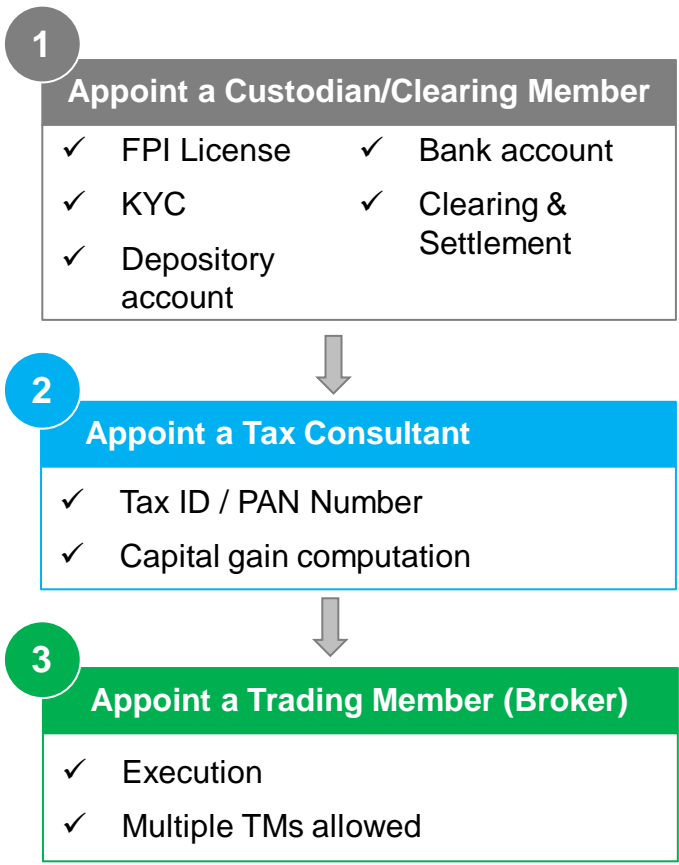 1
Appoint a Custodian/Clearing Member
✓ FPI License
✓ KYC
✓ Depository
account
✓ Bank account
✓ Clearing &
Settlement
2
Appoint a Tax Consultant
✓ Tax ID / PAN Number
✓ Capital gain computation
3
Appoint a Trading Member (Broker)
✓ Execution
✓ Multiple TMs allowed